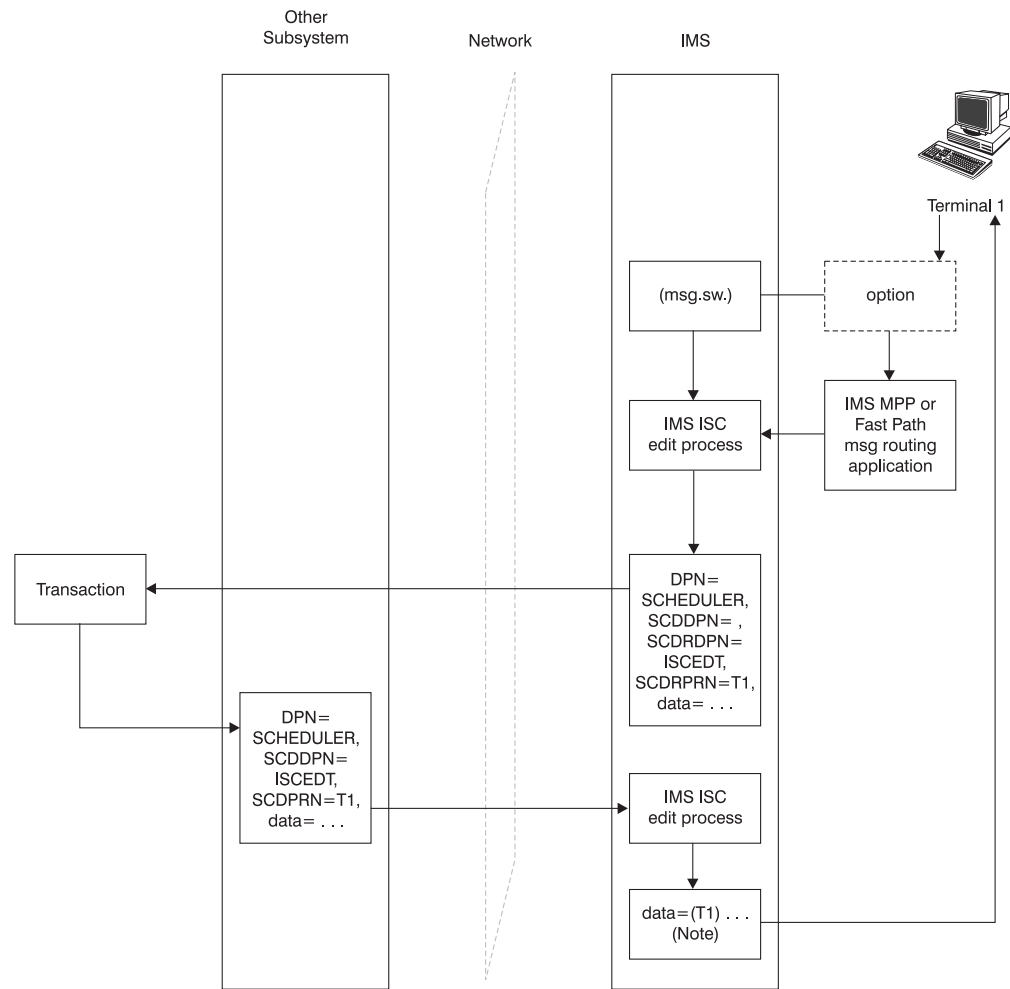 Other
Subsystem
Network
IMS
Terminal 1
(msg.sw.)
option
IMS ISC
edit process
IMS MPP or
Fast Path
msg routing
application
Transaction
DPN=
SCHEDULER,
SCDDPN= ,
SCDRDPN=
ISCEDT,
SCDRPRN=T1,
data= . . .
DPN=
SCHEDULER,
SCDDPN=
ISCEDT,
SCDPRN=T1,
data= . . .
IMS ISC
edit process
data=(T1) . . .
(Note)